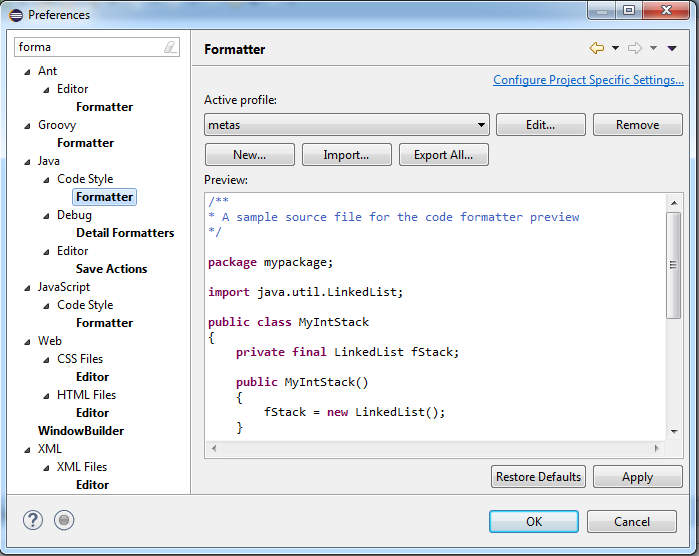 Preferences
forma
Ant
Editor
Formatter
Groovy
Formatter
Java
Code Style
Formatter
Debug
Detail Formatters
Editor
Save Actions
JavaScript
Code Style
Formatter
Web
CSS Files
Editor
HTML Files
Editor
WindowBuilder
XML
XML Files
Editor
Formatter
Configure Project Specific Settings...
Active profile:
metas
Edit...
Remove
New...
Import...
Export All...
Preview:
/**
* A sample source file for the code formatter preview
*/
package mypackage;
import java.util.LinkedList;
public class MyIntStack
{
private final LinkedList fStack;
public MyIntStack()
{
fStack = new LinkedList();
}
Restore Defaults
Apply
?
OK
Cancel